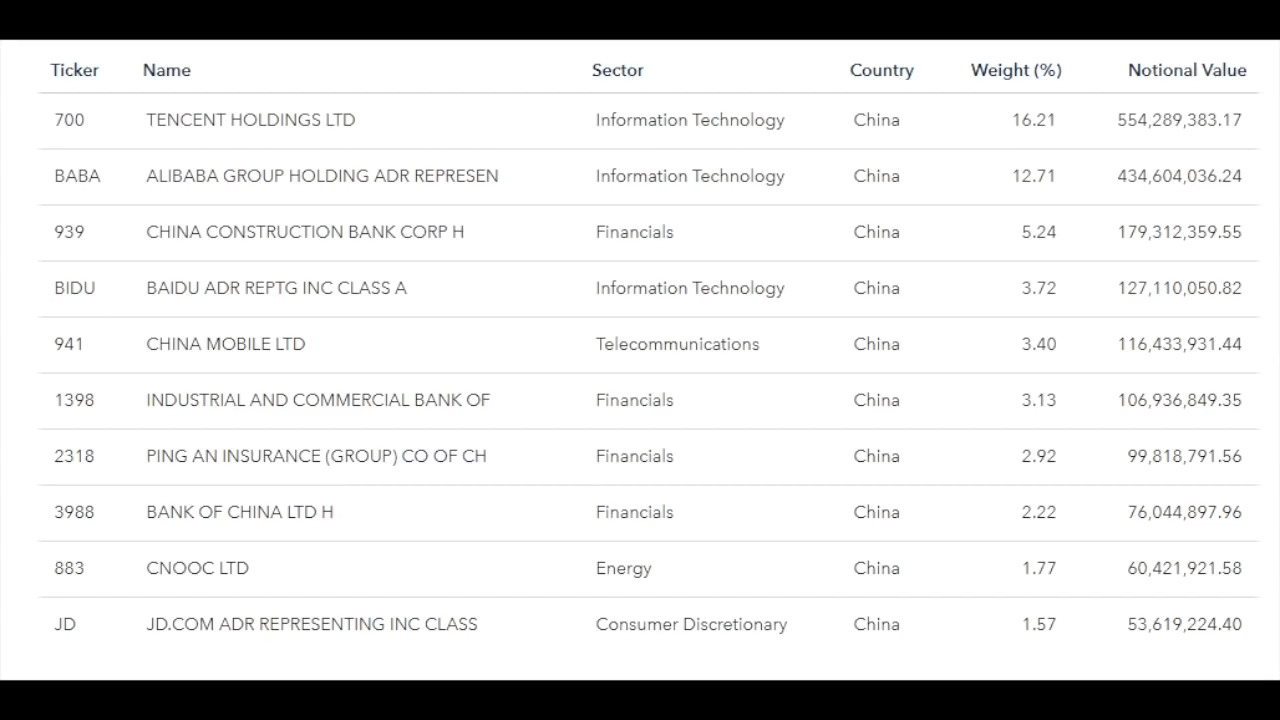 Ticker Name Sector Country Weight (%) Notional Value
700 TENCENT HOLDINGS LTD Information Technology China 16.21 554,289,383.17
BABA ALIBABA GROUP HOLDING ADR REPRESEN Information Technology China 12.71 434,604,036.24
939 CHINA CONSTRUCTION BANK CORP H Financials China 5.24 179,312,359.55
BIDU BAIDU ADR REPTG INC CLASS A Information Technology China 3.72 127,110,050.82
941 CHINA MOBILE LTD Telecommunications China 3.40 116,433,931.44
1398 INDUSTRIAL AND COMMERCIAL BANK OF Financials China 3.13 106,936,849.35
2318 PING AN INSURANCE (GROUP) CO OF CH Financials China 2.92 99,818,791.56
3988 BANK OF CHINA LTD H Financials China 2.22 76,044,897.96
883 CNOOC LTD Energy China 1.77 60,421,921.58
JD JD.COM ADR REPRESENTING INC CLASS Consumer Discretionary China 1.57 53,619,224.40